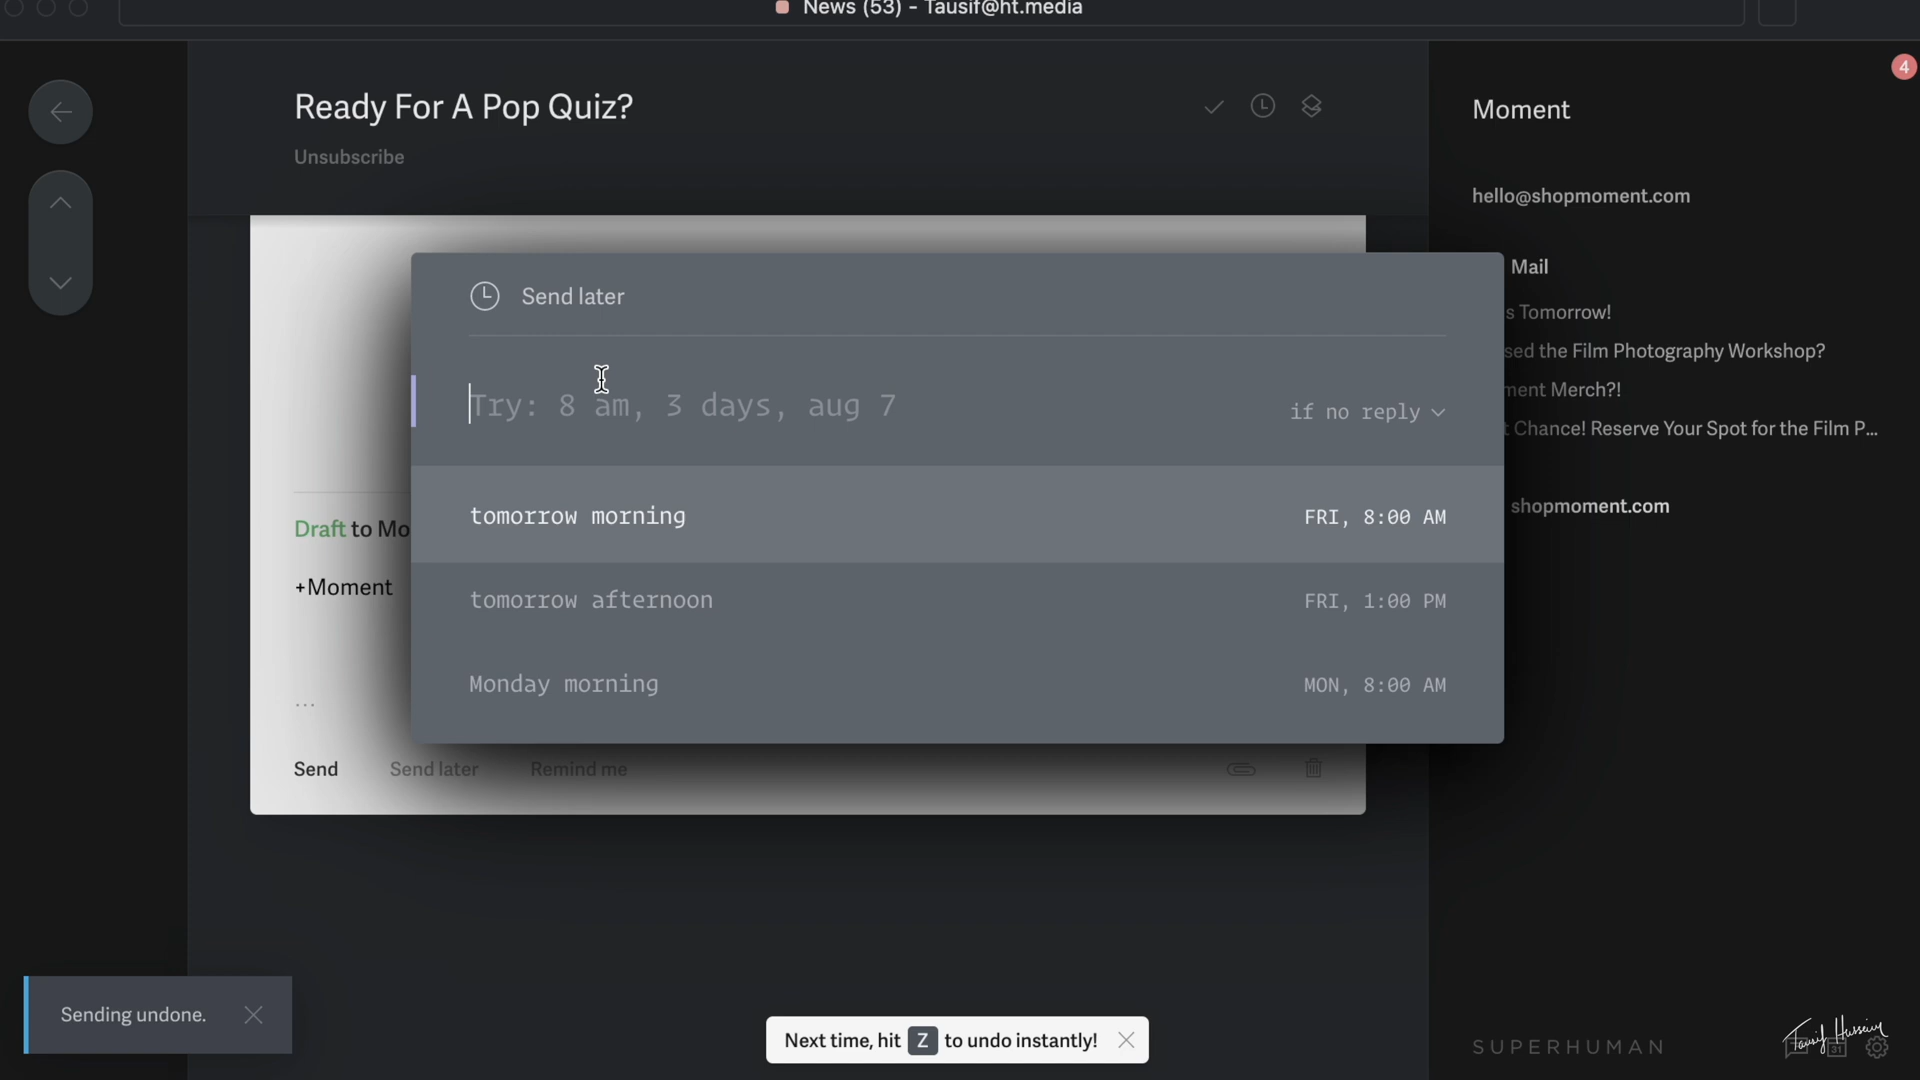 News (53) - Tausif@ht.media
4
Ready For A Pop Quiz?
Unsubscribe
Moment
hello@shopmoment.com
Mail
s Tomorrow!
sed the Film Photography Workshop?
ment Merch?!
t Chance! Reserve Your Spot for the Film P...
shopmoment.com
Send later
Try: 8 am, 3 days, aug 7
if no reply
tomorrow morning
FRI, 8:00 AM
tomorrow afternoon
FRI, 1:00 PM
Monday morning
MON, 8:00 AM
Draft to Mo
+Moment
...
Send
Send later
Remind me
Sending undone.
Next time, hit Z to undo instantly!
SUPERHUMAN
Tausif Hussain
31